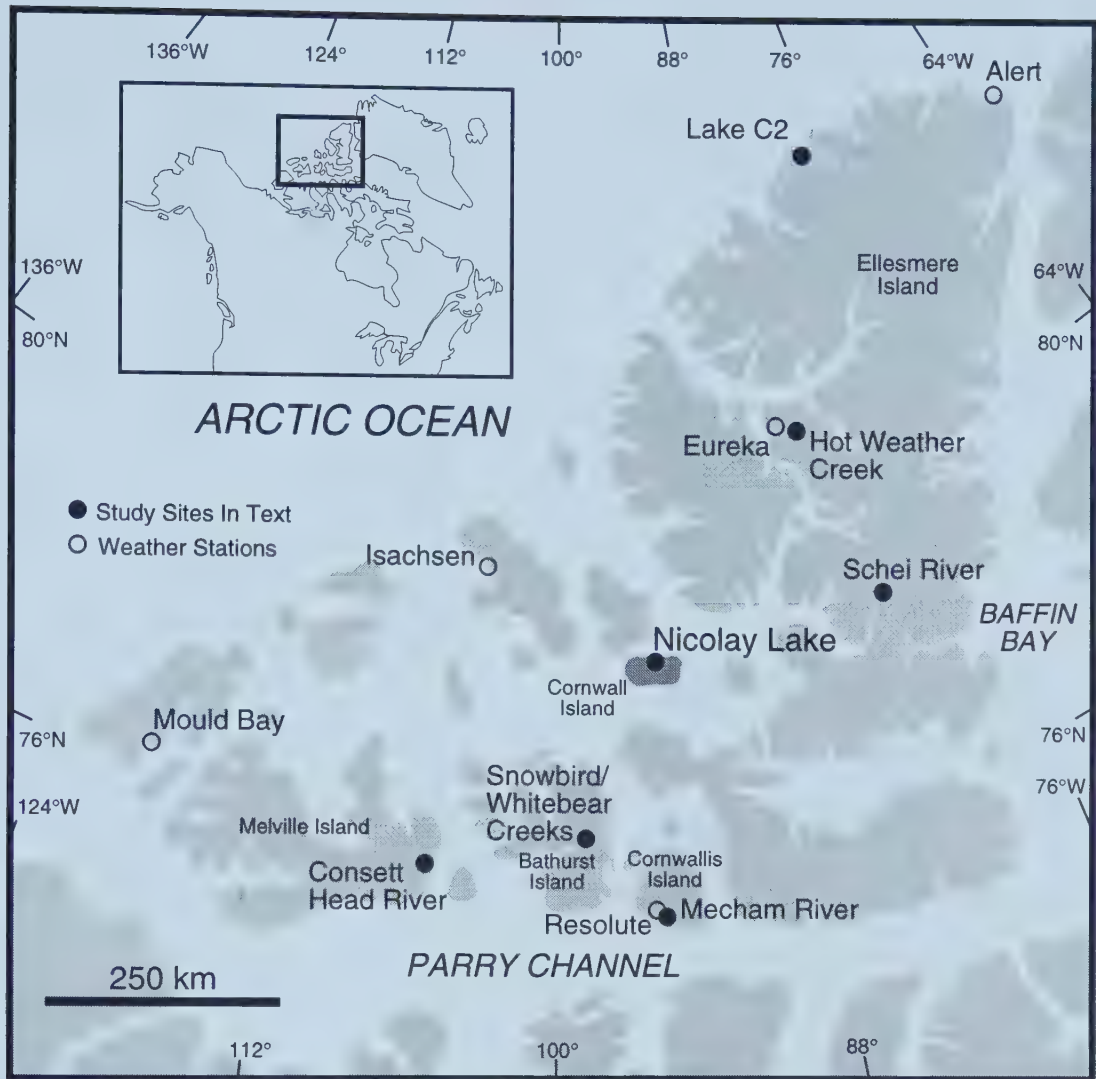 136°W
124°
112°
100°
88°
76°
64°W
Alert
Lake C2
Ellesmere
Island
136°W
80°N
64°W
80°N
ARCTIC OCEAN
Eureka
Hot Weather
Creek
Study Sites In Text
Weather Stations
Isachsen
Schei River
BAFFIN
BAY
Nicolay Lake
Cornwall
Island
Mould Bay
76°N
124°W
76°N
76°W
Snowbird/
Whitebear
Creeks
Melville Island
Bathurst
Island
Cornwallis
Island
Consett
Head River
Resolute
Mecham River
PARRY CHANNEL
250 km
112°
100°
88°